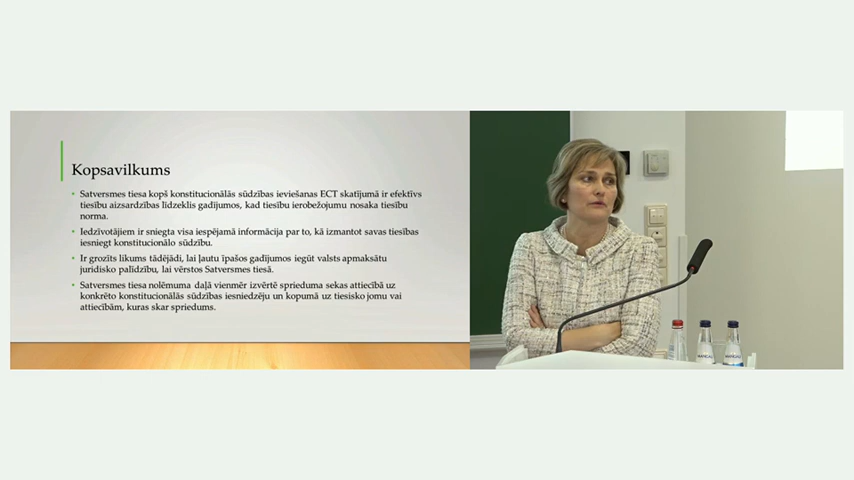 Kopsavilkums
• Satversmes tiesa kopš konstitucionālās sūdzības ieviešanas ECT skatījumā ir efektīvs
tiesību aizsardzības līdzeklis gadījumos, kad tiesību ierobežojumu nosaka tiesību
norma.
• Iedzīvotājiem ir sniegta visa iespējamā informācija par to, kā izmantot savas tiesības
iesniegt konstitucionālo sūdzību.
• Ir grozīts likums tādējādi, lai ļautu īpašos gadījumos iegūt valsts apmaksātu
juridisko palīdzību, lai vērstos Satversmes tiesā.
• Satversmes tiesa nolēmuma daļā vienmēr izvērtē sprieduma sekas attiecībā uz
konkrēto konstitucionālās sūdzības iesniedzēju un kopumā uz tiesisko jomu vai
attiecībām, kuras skar spriedums.
MANGAĻI